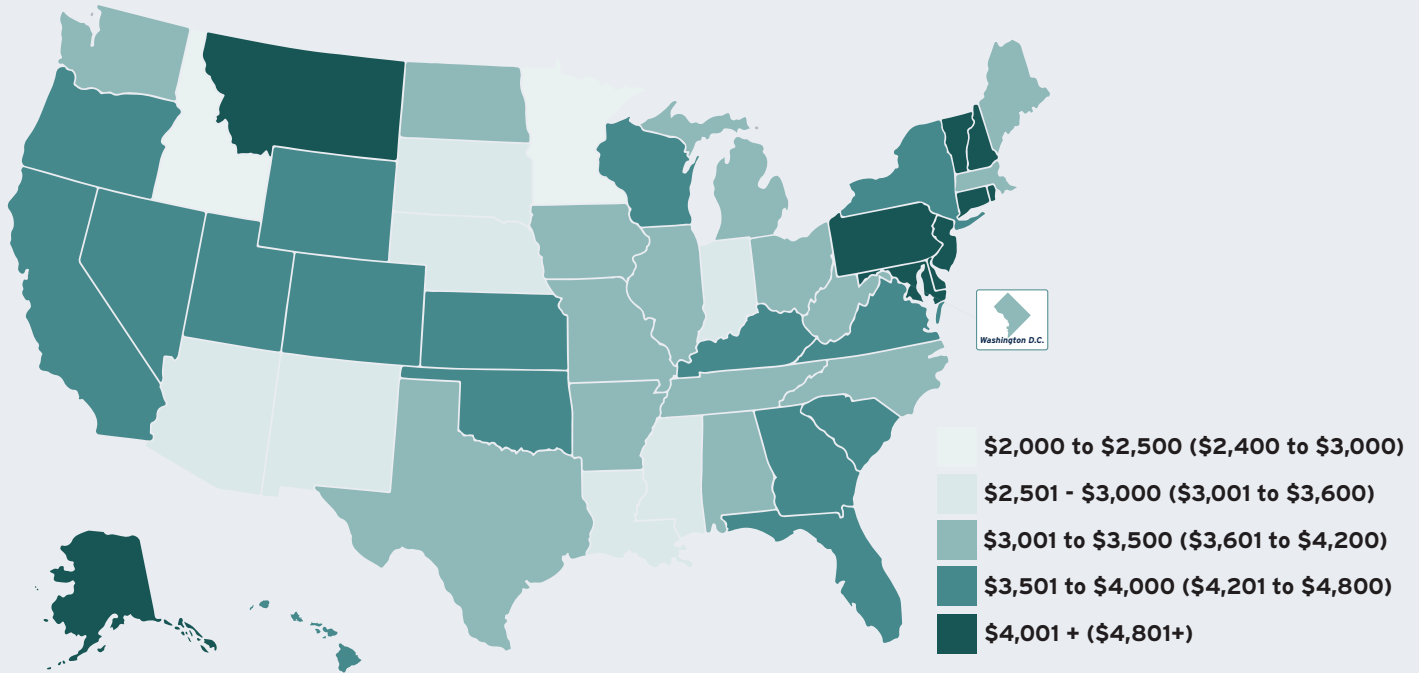 Washington D.C.
$2,000 to $2,500 ($2,400 to $3,000)
$2,501 - $3,000 ($3,001 to $3,600)
$3,001 to $3,500 ($3,601 to $4,200)
$3,501 to $4,000 ($4,201 to $4,800)
$4,001 + ($4,801+)